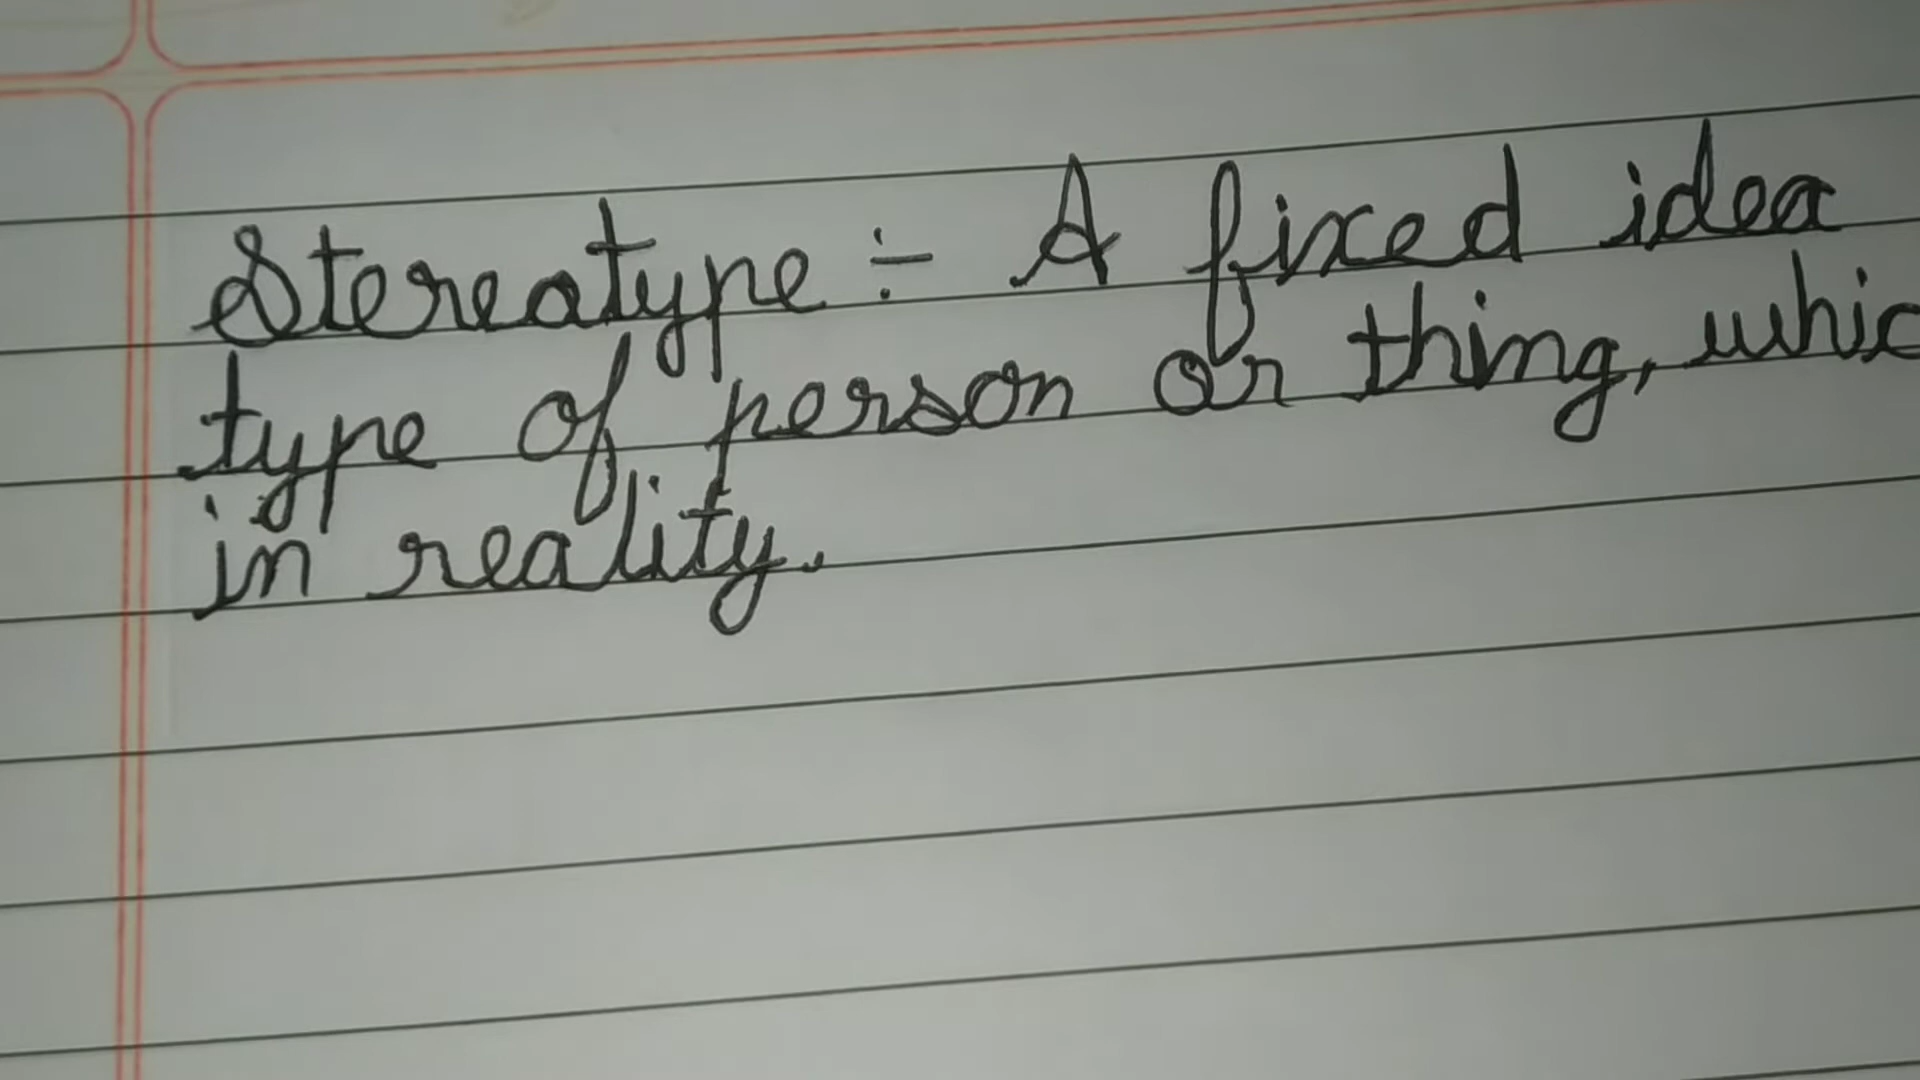 Stereatype :- A fixed idea
type of person or thing, whic
in reality.